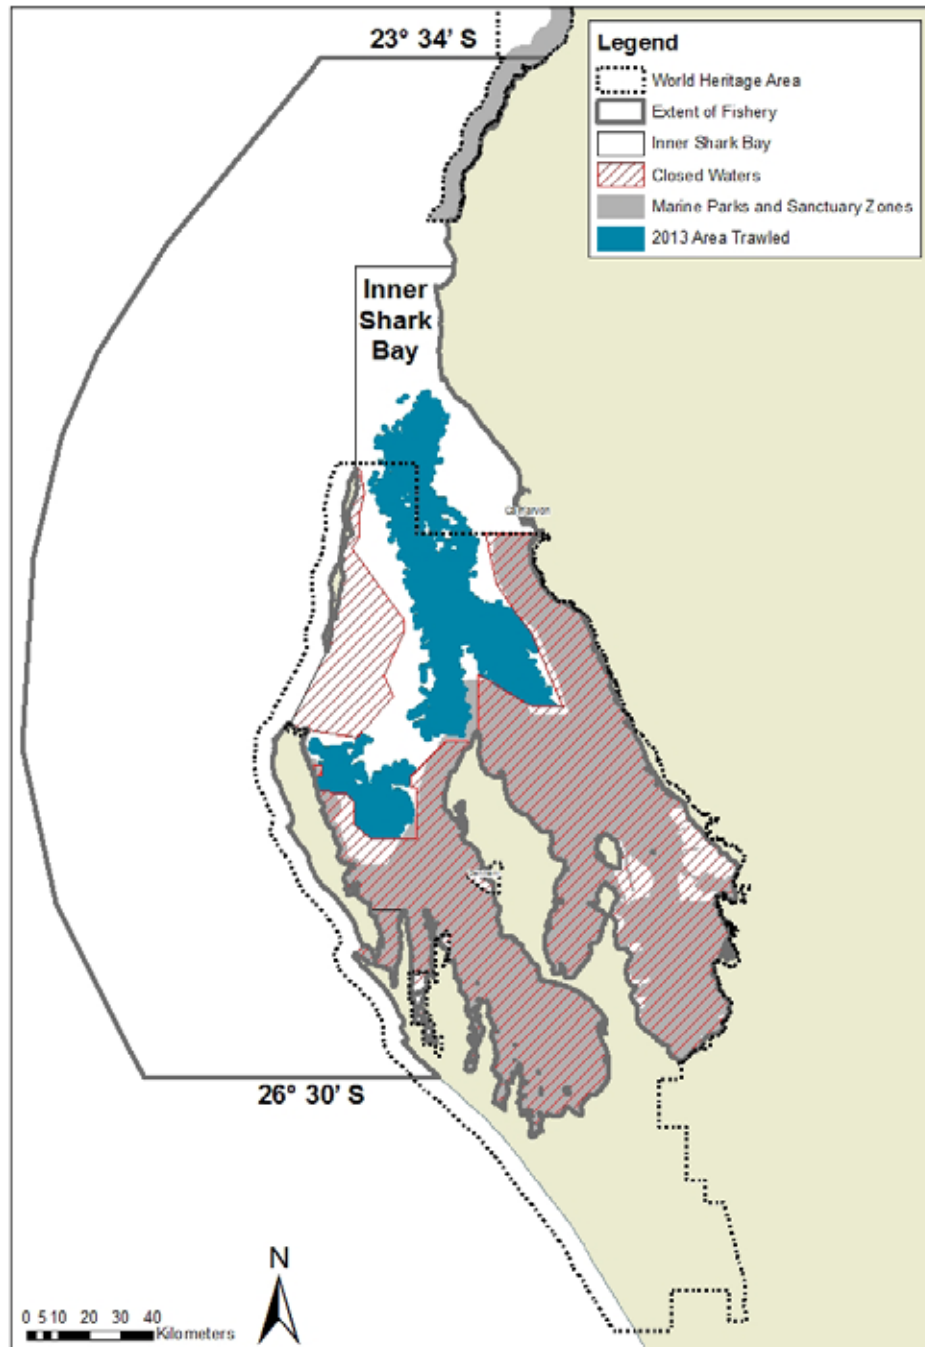 23° 34’ S
Legend
World Heritage Area
Extent of Fishery
Inner Shark Bay
Closed Waters
Marine Parks and Sanctuary Zones
2013 Area Trawled
Inner
Shark
Bay
Carnarvon
26° 30’ S
N
0 5 10 20 30 40
Kilometers